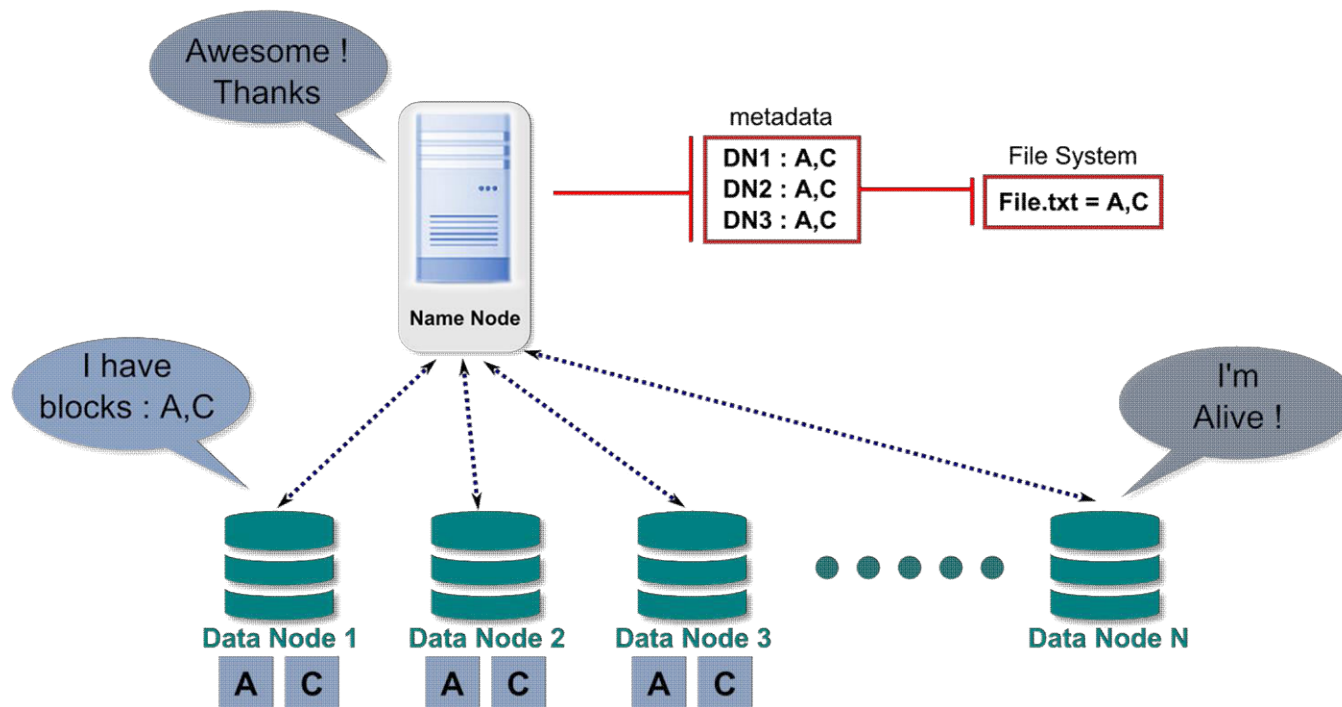 Awesome !
Thanks
metadata
DN1 : A,C
DN2 : A,C
DN3 : A,C
File System
File.txt = A,C
Name Node
I have
blocks : A,C
I'm
Alive !
Data Node 1
Data Node 2
Data Node 3
Data Node N
A C
A C
A C